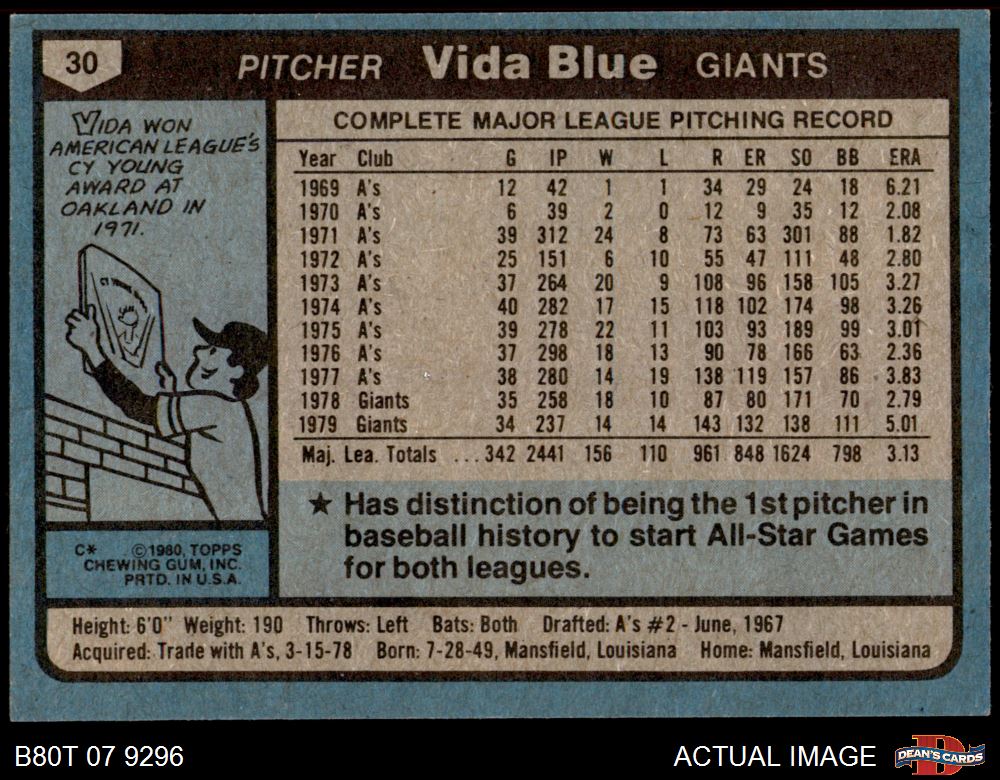 30 PITCHER Vida Blue GIANTS
VIDA WON
AMERICAN LEAGUE'S
CY YOUNG
AWARD AT
OAKLAND IN
1971.
CY YOUNG AWARD
C* ©1980, TOPPS
CHEWING GUM, INC.
PRTD. IN U.S.A.
COMPLETE MAJOR LEAGUE PITCHING RECORD
Year Club G IP W L R ER SO BB ERA
1969 A's 12 42 1 1 34 29 24 18 6.21
1970 A's 6 39 2 0 12 9 35 12 2.08
1971 A's 39 312 24 8 73 63 301 88 1.82
1972 A's 25 151 6 10 55 47 111 48 2.80
1973 A's 37 264 20 9 108 96 158 105 3.27
1974 A's 40 282 17 15 118 102 174 98 3.26
1975 A's 39 278 22 11 103 93 189 99 3.01
1976 A's 37 298 18 13 90 78 166 63 2.36
1977 A's 38 280 14 19 138 119 157 86 3.83
1978 Giants 35 258 18 10 87 80 171 70 2.79
1979 Giants 34 237 14 14 143 132 138 111 5.01
Maj. Lea. Totals ... 342 2441 156 110 961 848 1624 798 3.13
★ Has distinction of being the 1st pitcher in
baseball history to start All-Star Games
for both leagues.
Height: 6'0" Weight: 190 Throws: Left Bats: Both Drafted: A's #2 - June, 1967
Acquired: Trade with A's, 3-15-78 Born: 7-28-49, Mansfield, Louisiana Home: Mansfield, Louisiana
B80T 07 9296 ACTUAL IMAGE DEAN'S CARDS